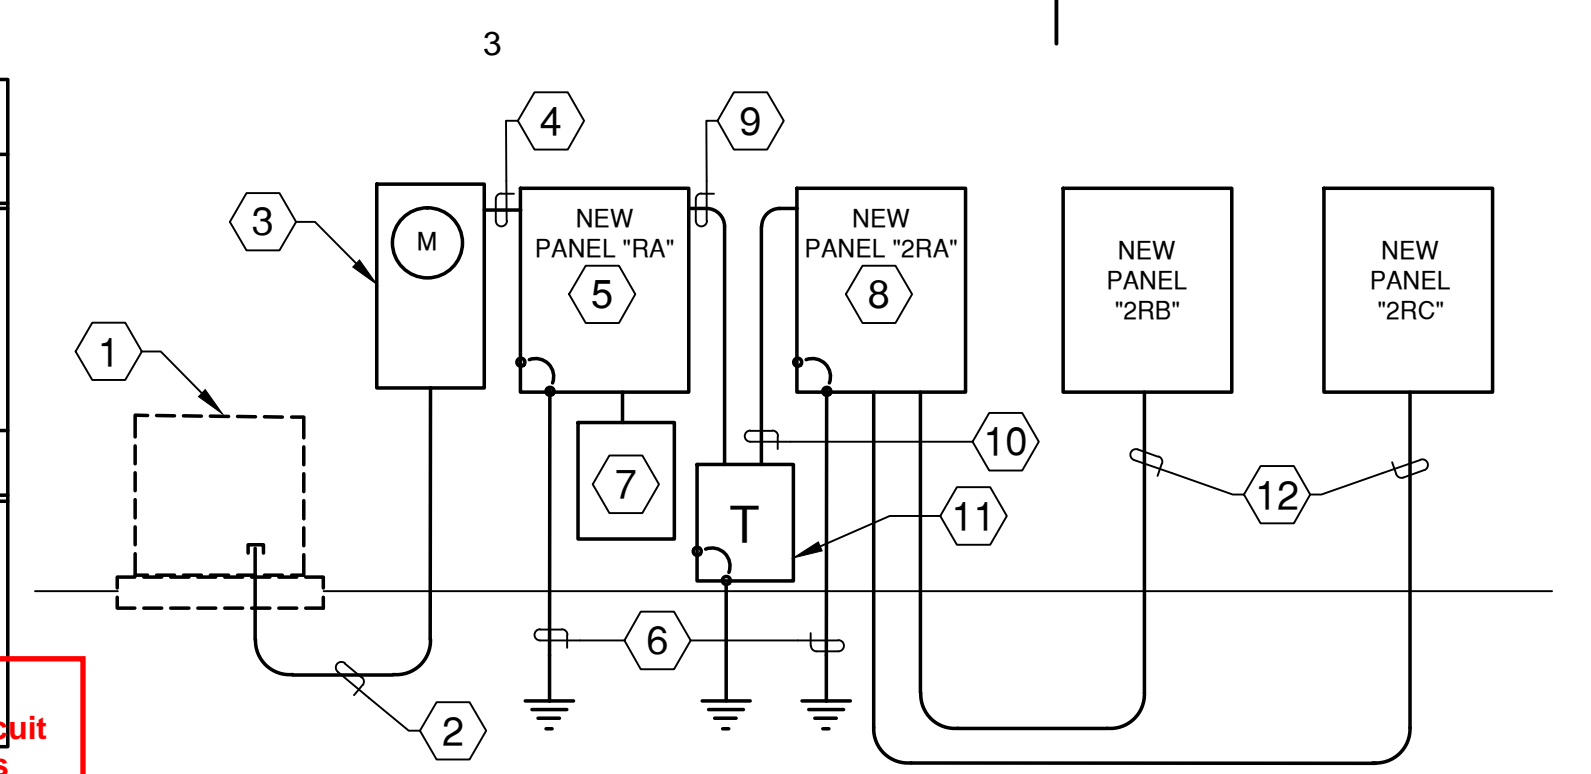 3
4
9
3
M
NEW
PANEL "RA"
5
NEW
PANEL "2RA"
8
NEW
PANEL
"2RB"
NEW
PANEL
"2RC"
1
10
7
12
T
11
6
2
cuit
s